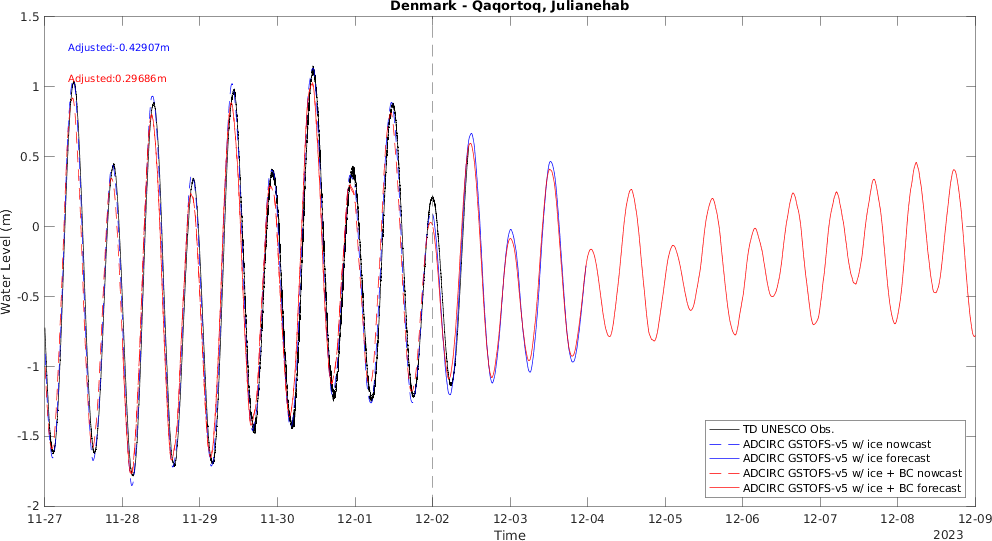 Denmark - Qaqortoq, Julianehab
Adjusted:-0.42907m
Adjusted:0.29686m
1.5
1
0.5
0
-0.5
-1
-1.5
-2
Water Level (m)
11-27 11-28 11-29 11-30 12-01 12-02 12-03 12-04 12-05 12-06 12-07 12-08 12-09
Time
2023
TD UNESCO Obs.
ADCIRC GSTOFS-v5 w/ ice nowcast
ADCIRC GSTOFS-v5 w/ ice forecast
ADCIRC GSTOFS-v5 w/ ice + BC nowcast
ADCIRC GSTOFS-v5 w/ ice + BC forecast